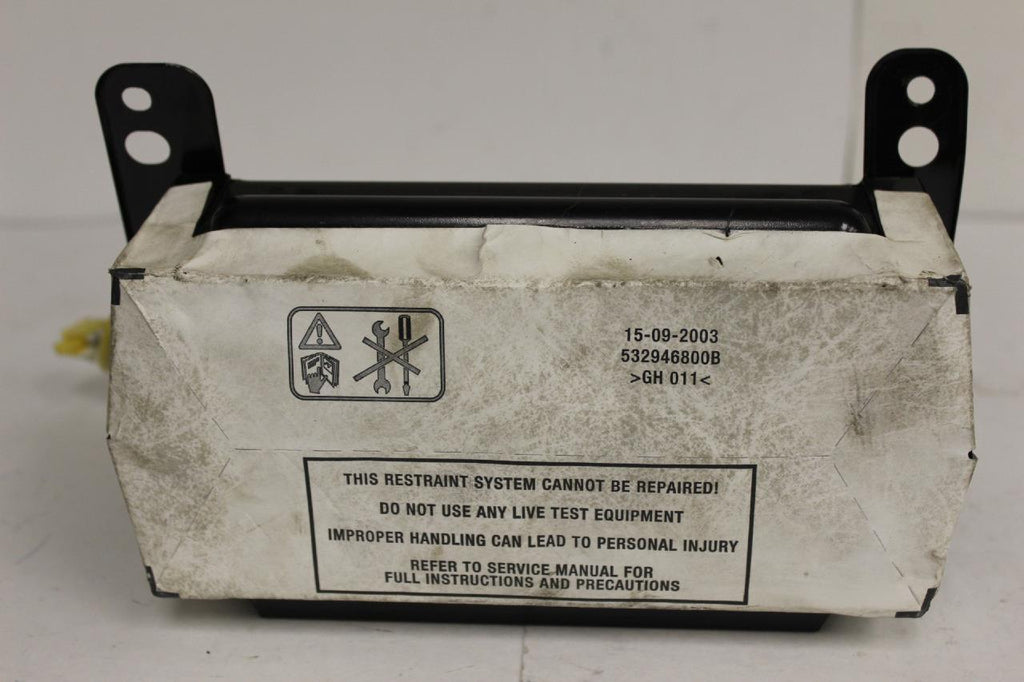 15-09-2003
532946800B
>GH 011<
THIS RESTRAINT SYSTEM CANNOT BE REPAIRED!
DO NOT USE ANY LIVE TEST EQUIPMENT
IMPROPER HANDLING CAN LEAD TO PERSONAL INJURY
REFER TO SERVICE MANUAL FOR
FULL INSTRUCTIONS AND PRECAUTIONS